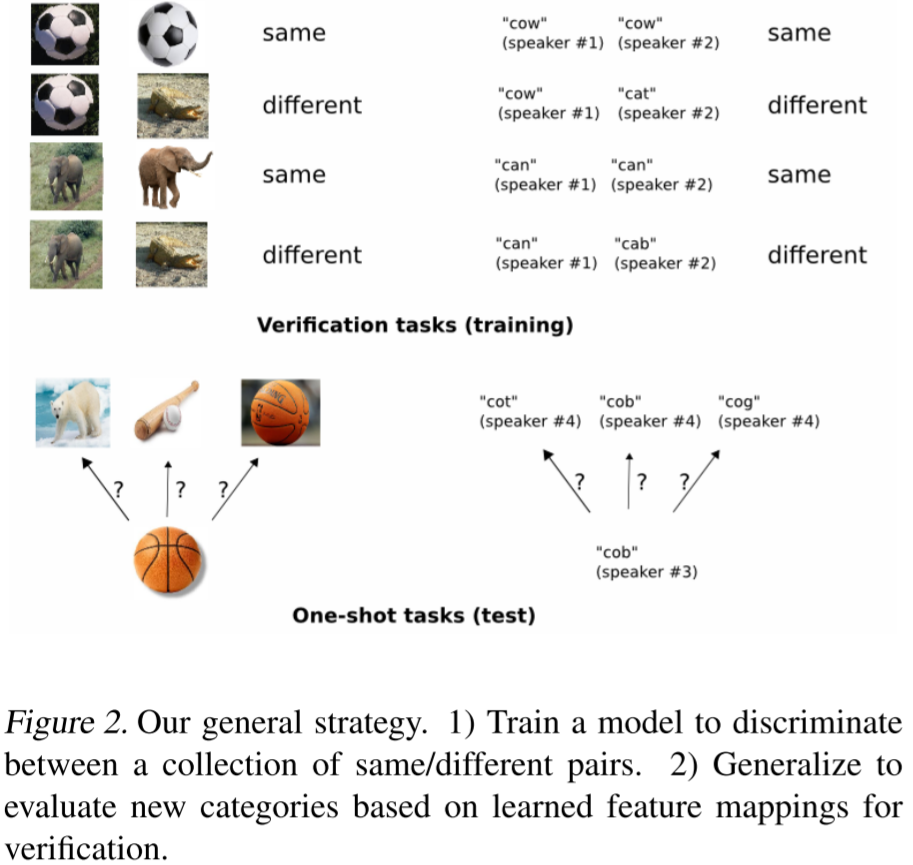 same
"cow" "cow"
(speaker #1) (speaker #2)
same
different
"cow" "cat"
(speaker #1) (speaker #2)
different
same
"can" "can"
(speaker #1) (speaker #2)
same
different
"can" "cab"
(speaker #1) (speaker #2)
different
Verification tasks (training)
? ? ?
"cot" "cob" "cog"
(speaker #4) (speaker #4) (speaker #4)
? ? ?
"cob"
(speaker #3)
One-shot tasks (test)
Figure 2. Our general strategy. 1) Train a model to discriminate
between a collection of same/different pairs. 2) Generalize to
evaluate new categories based on learned feature mappings for
verification.